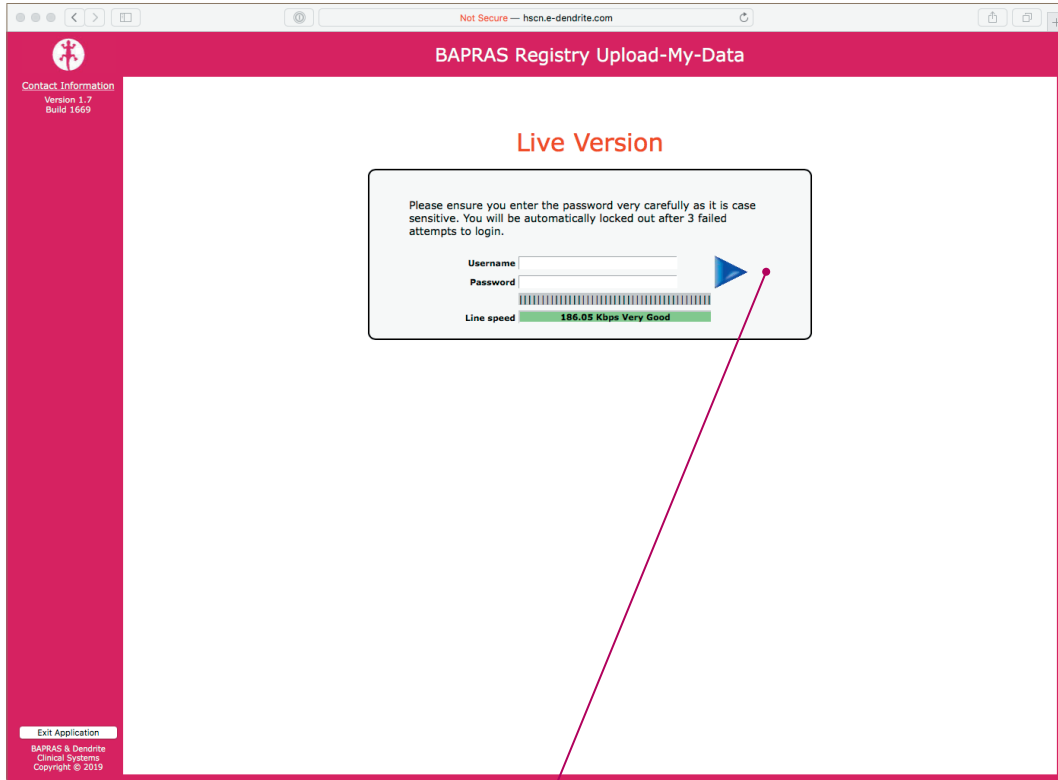 Not Secure — hscn.e-dendrite.com
BAPRAS Registry Upload-My-Data
Contact Information
Version 1.7
Build 1669
Live Version
Please ensure you enter the password very carefully as it is case
sensitive. You will be automatically locked out after 3 failed
attempts to login.
Username
Password
Line speed 186.05 Kbps Very Good
Exit Application
BAPRAS & Dendrite
Clinical Systems
Copyright © 2019